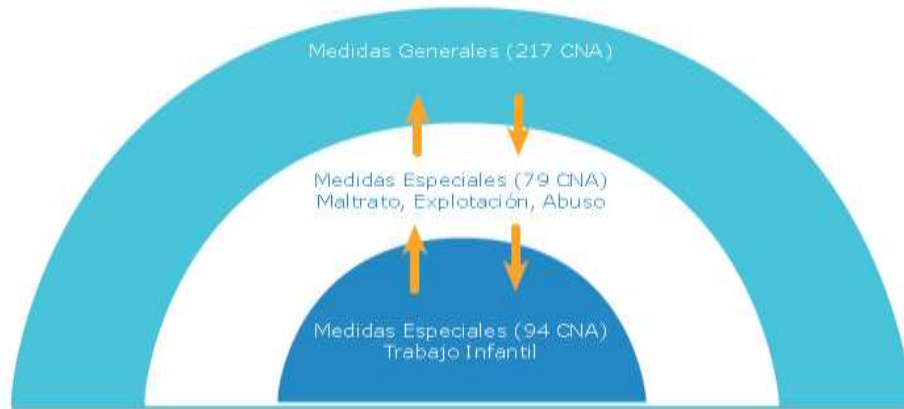 Medidas Generales (217 CNA)
Medidas Especiales (79 CNA)
Maltrato, Explotación, Abuso
Medidas Especiales (94 CNA)
Trabajo Infantil